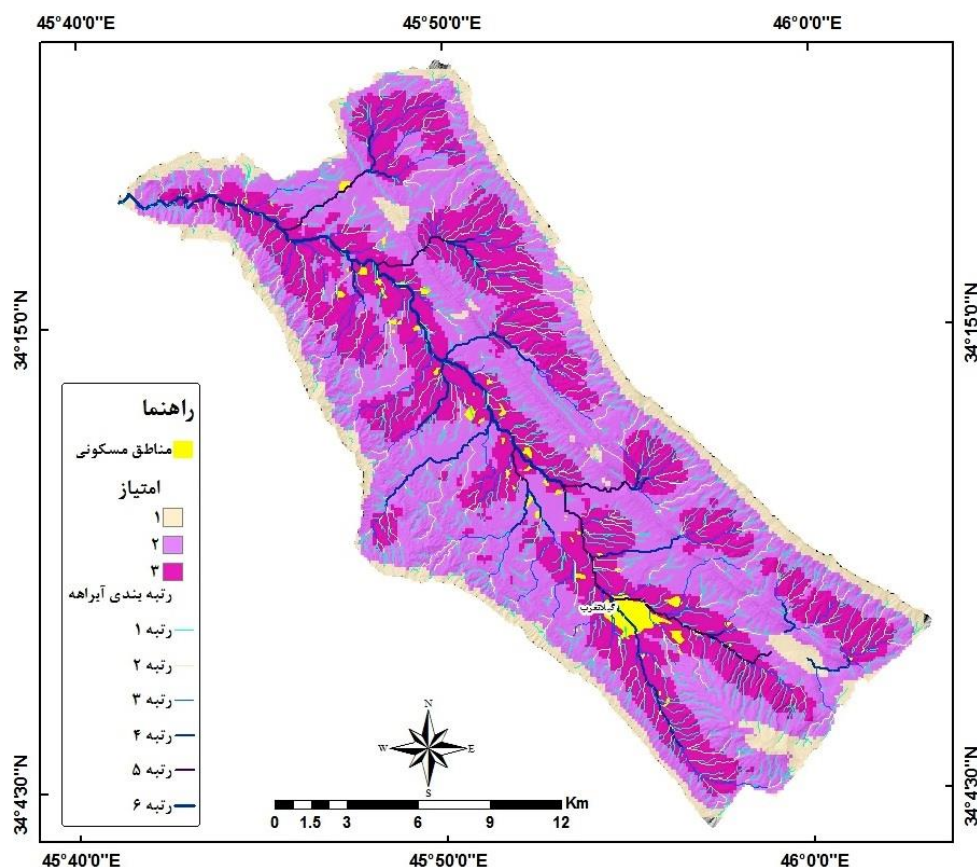 45°40'0"E 45°50'0"E 46°0'0"E
34°15'0"N 34°15'0"N
راهنما
مناطق مسکونی
امتیاز
۱
۲
۳
رتبه بندی آبراهه
رتبه ۱
رتبه ۲
رتبه ۳
رتبه ۴
رتبه ۵
رتبه ۶
گیلانغرب
N
W E
S
Km
0 1.5 3 6 9 12
34°4'30"N 34°4'30"N
45°40'0"E 45°50'0"E 46°0'0"E